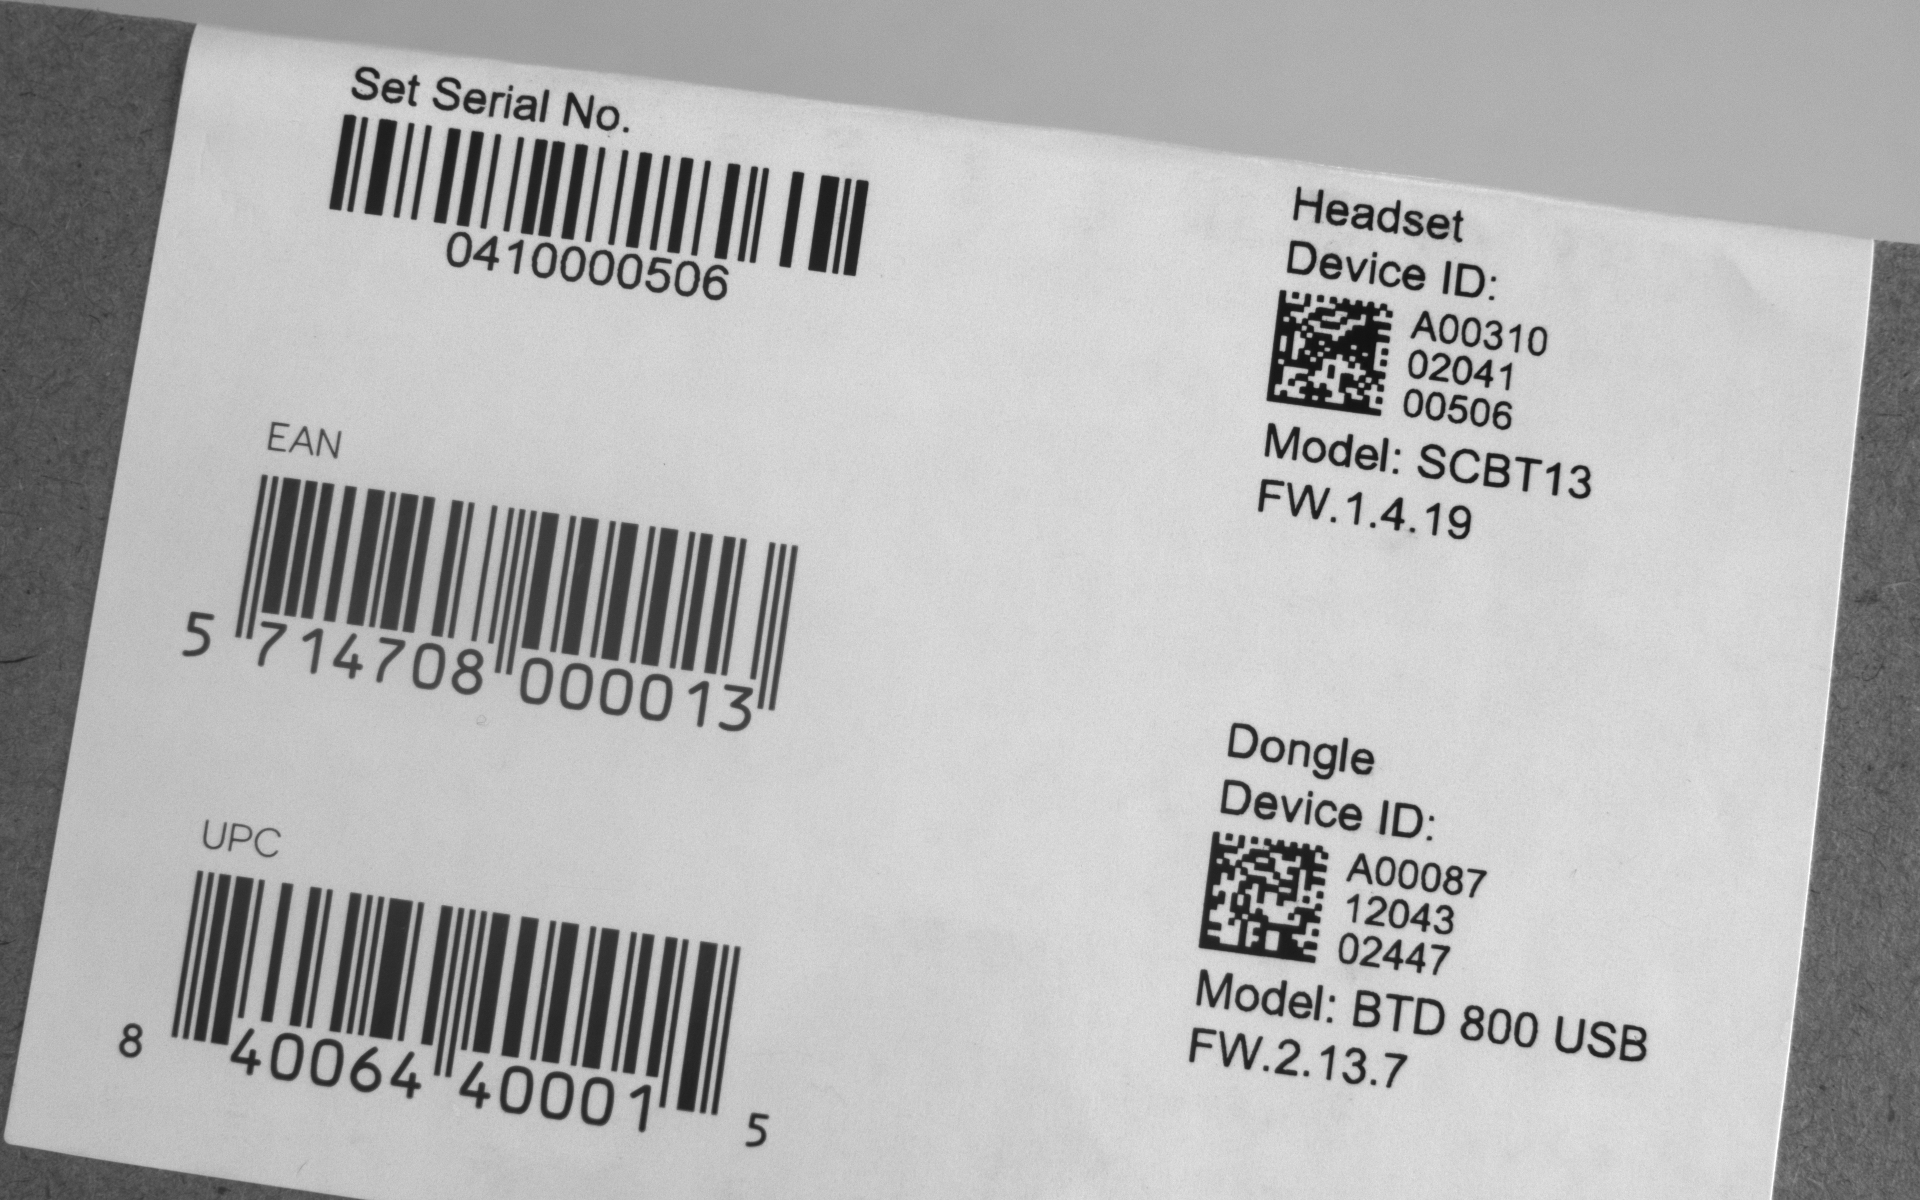 Set Serial No.
0410000506
EAN
5 714708 000013
UPC
8 40064 40001 5
Headset
Device ID:
A00310
02041
00506
Model: SCBT13
FW.1.4.19
Dongle
Device ID:
A00087
12043
02447
Model: BTD 800 USB
FW.2.13.7